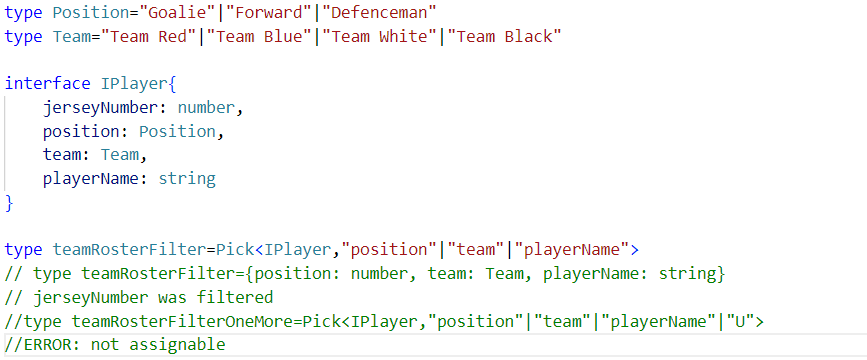 type Position="Goalie"|"Forward"|"Defenceman"
type Team="Team Red"|"Team Blue"|"Team White"|"Team Black"
interface IPlayer{
jerseyNumber: number,
position: Position,
team: Team,
playerName: string
}
type teamRosterFilter=Pick<IPlayer,"position"|"team"|"playerName">
// type teamRosterFilter={position: number, team: Team, playerName: string}
// jerseyNumber was filtered
//type teamRosterFilterOneMore=Pick<IPlayer,"position"|"team"|"playerName"|"U">
//ERROR: not assignable